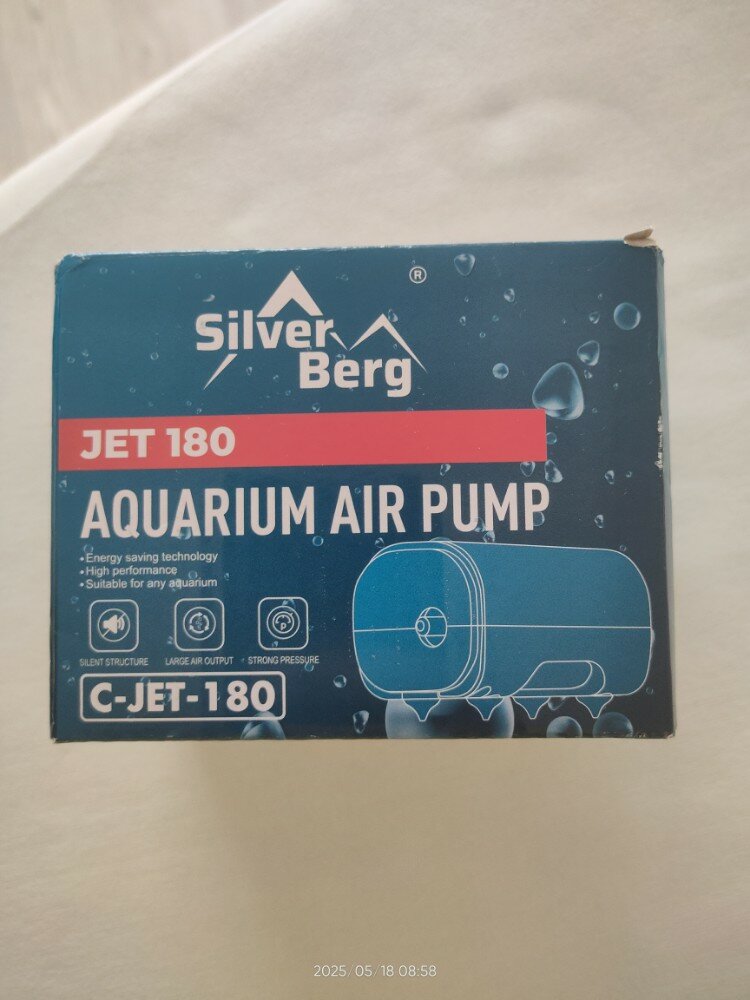 ®
Silver
Berg
JET 180
AQUARIUM AIR PUMP
• Energy saving technology
• High performance
• Suitable for any aquarium
SILENT STRUCTURE LARGE AIR OUTPUT STRONG PRESSURE
C-JET-180
2025/05/18 08:58